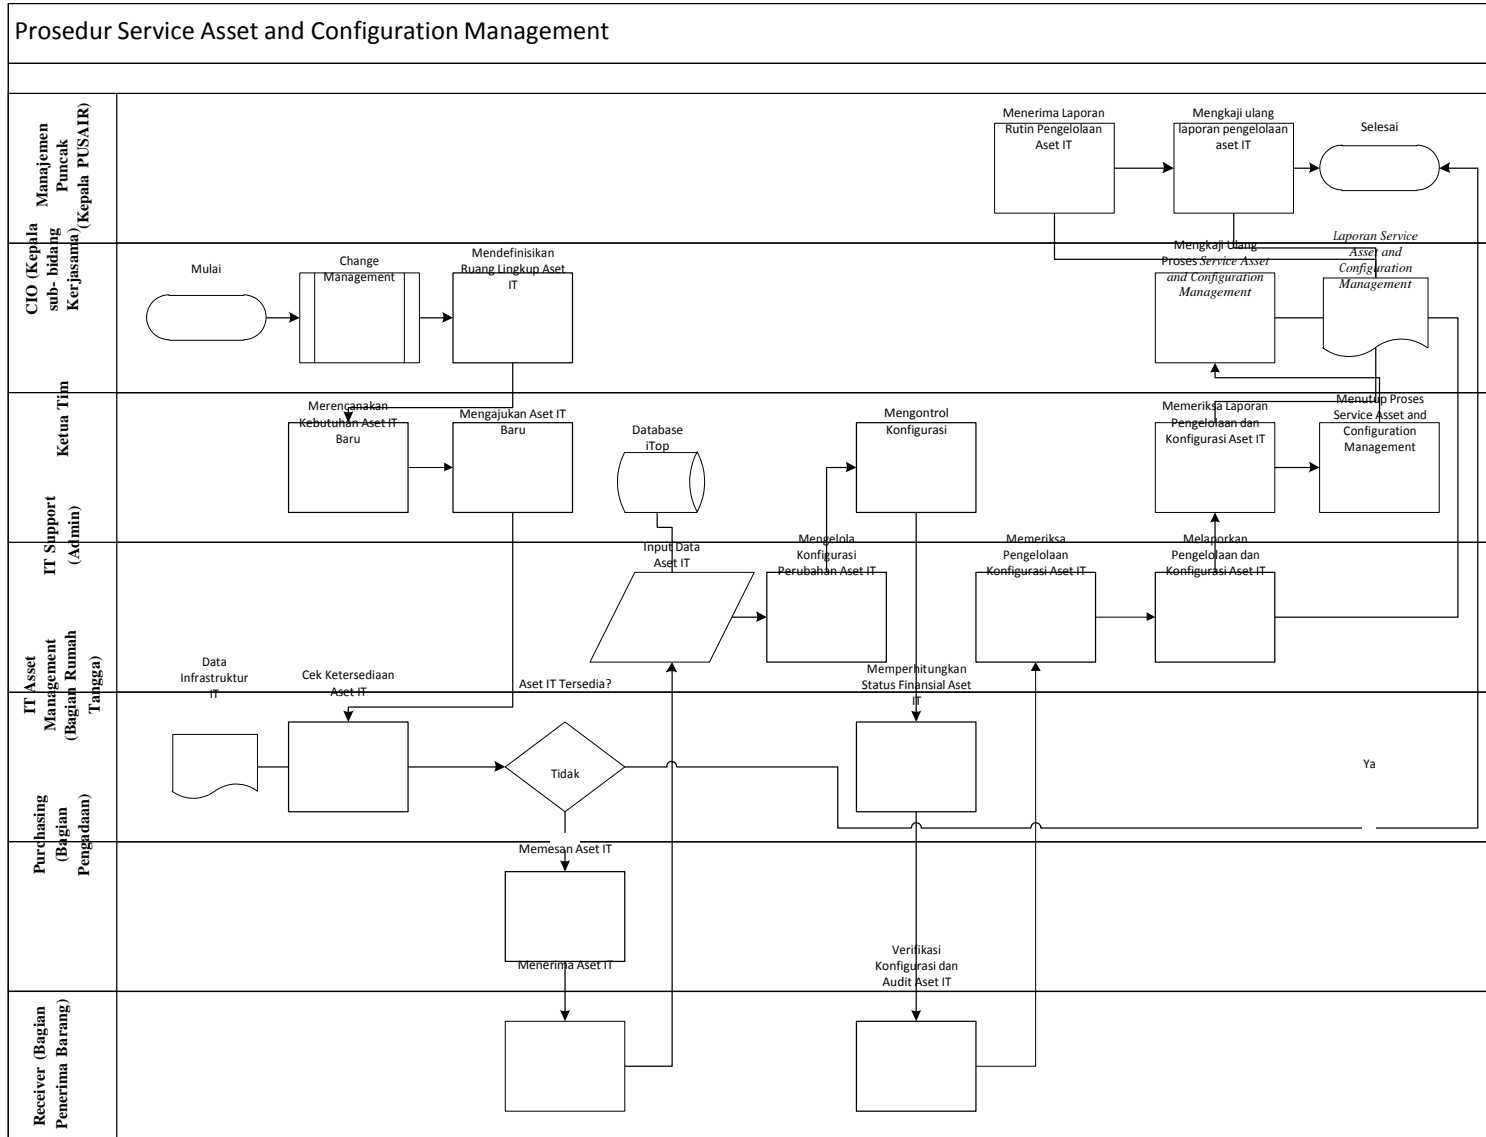 Prosedur Service Asset and Configuration Management
Manajemen
Puncak
(Kepala PUSAIR)
Menerima Laporan
Rutin Pengelolaan
Aset IT
Mengkaji ulang
laporan pengelolaan
aset IT
Selesai
CIO (Kepala
sub- bidang
Kerjasama)
Mulai
Change
Management
Mendefinisikan
Ruang Lingkup Aset
IT
Mengkaji Ulang
Proses Service Asset
and Configuration
Management
Laporan Service
Asset and
Configuration
Management
Ketua Tim
Merencanakan
Kebutuhan Aset IT
Baru
Mengajukan Aset IT
Baru
Database
iTop
Mengontrol
Konfigurasi
Memeriksa Laporan
Pengelolaan dan
Konfigurasi Aset IT
Menutup Proses
Service Asset and
Configuration
Management
IT Support
(Admin)
Input Data
Aset IT
Mengelola
Konfigurasi
Perubahan Aset IT
Memeriksa
Pengelolaan
Konfigurasi Aset IT
Melaporkan
Pengelolaan dan
Konfigurasi Aset IT
IT Asset
Management
(Bagian Rumah
Tangga)
Data
Infrastruktur
IT
Cek Ketersediaan
Aset IT
Aset IT Tersedia?
Tidak
Memperhitungkan
Status Finansial Aset
IT
Ya
Purchasing
(Bagian
Pengadaan)
Memesan Aset IT
Menerima Aset IT
Verifikasi
Konfigurasi dan
Audit Aset IT
Receiver (Bagian
Penerima Barang)